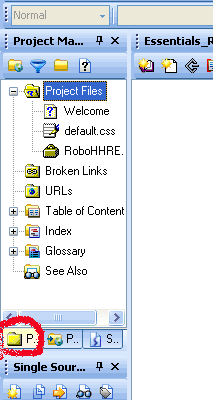 Normal
Project Ma...
Essentials_R
Project Files
Welcome
default.css
RoboHHRE.
Broken Links
URLs
Table of Content
Index
Glossary
See Also
P..
P..
S..
Single Sour...